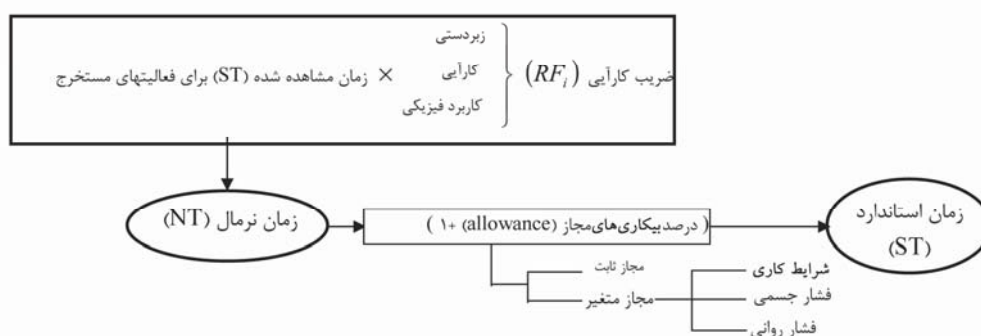 زبردستی
ضریب کارآیی (RFᵢ) { کارآیی × زمان مشاهده شده (ST) برای فعالیتهای مستخرج
کاربرد فیزیکی
زمان نرمال (NT)
( درصدبیکاری‌های‌مجاز (allowance) +۱ )
زمان استاندارد
(ST)
مجاز ثابت
مجاز متغیر
شرایط کاری
فشار جسمی
فشار روانی